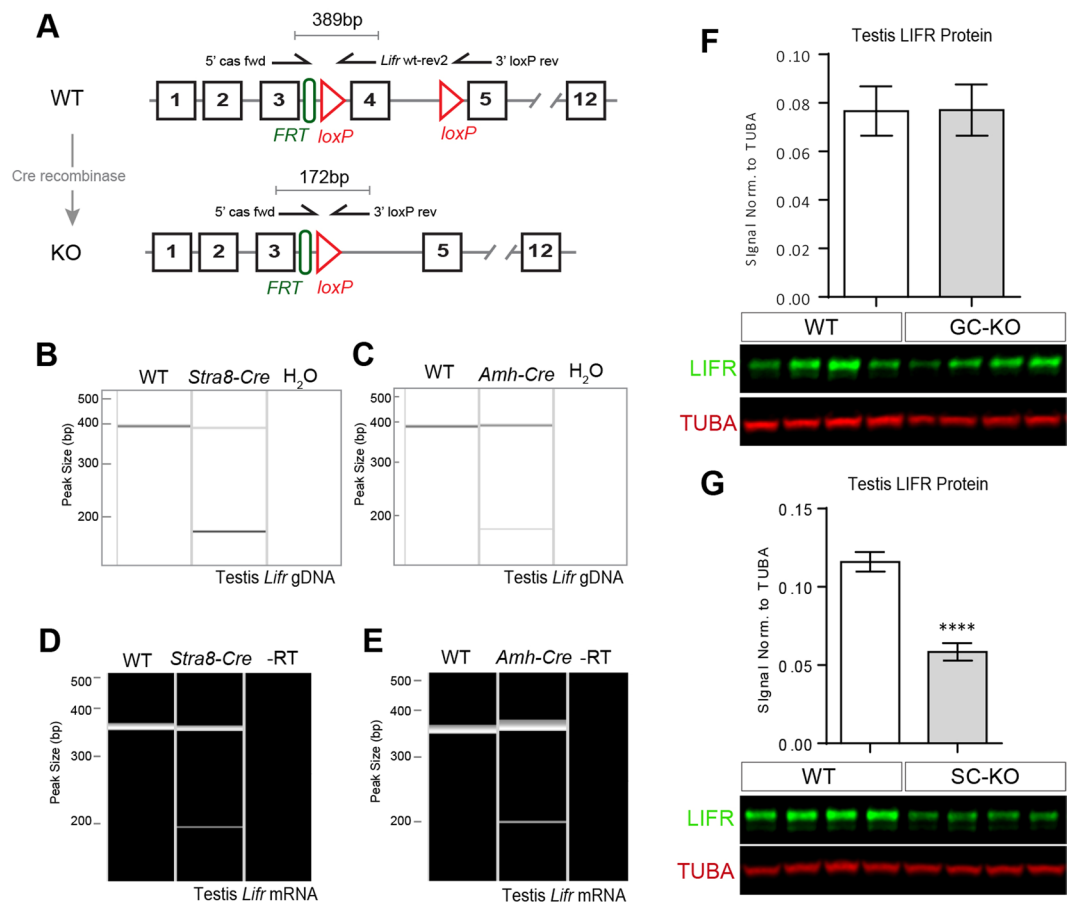 A
389bp
5' cas fwd Lifr wt-rev2 3' loxP rev
WT 1 2 3 4 5 12
FRT loxP loxP
Cre recombinase
172bp
5' cas fwd 3' loxP rev
KO 1 2 3 5 12
FRT loxP
B
WT Stra8-Cre H2O
Peak Size (bp)
500
400
300
200
Testis Lifr gDNA
C
WT Amh-Cre H2O
Peak Size (bp)
500
400
300
200
Testis Lifr gDNA
D
WT Stra8-Cre -RT
Peak Size (bp)
500
400
300
200
Testis Lifr mRNA
E
WT Amh-Cre -RT
Peak Size (bp)
500
400
300
200
Testis Lifr mRNA
F
Testis LIFR Protein
SIgnal Norm. to TUBA
0.10
0.08
0.06
0.04
0.02
0.00
WT GC-KO
LIFR
TUBA
G
Testis LIFR Protein
SIgnal Norm. to TUBA
0.15
0.10
0.05
0.00
****
WT SC-KO
LIFR
TUBA